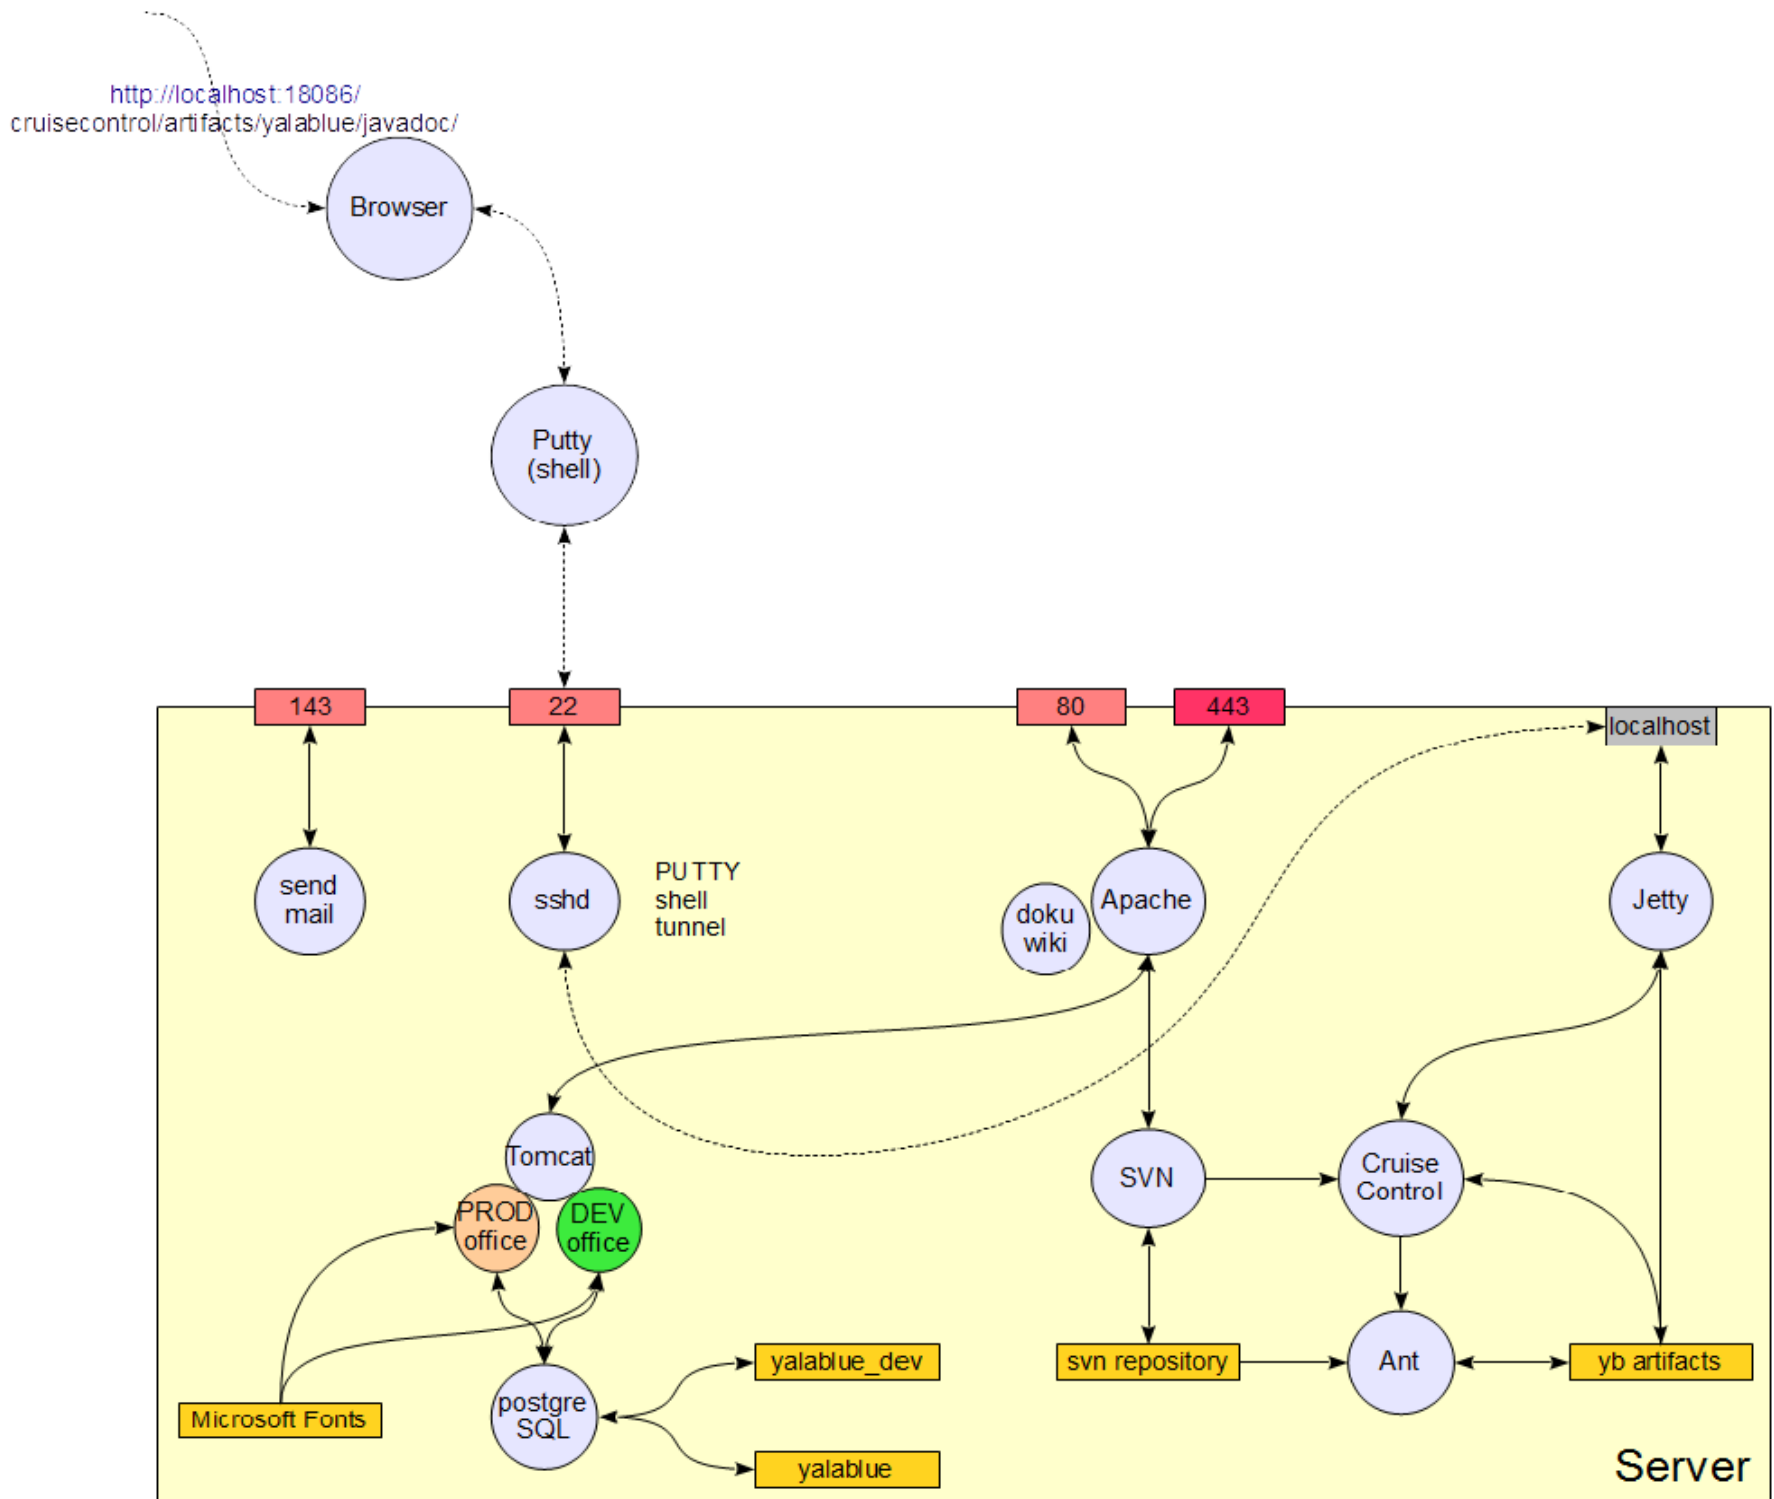 http://localhost:18086/
cruisecontrol/artifacts/yalablue/javadoc/
Browser
Putty
(shell)
143
22
80
443
localhost
send
mail
sshd
PUTTY
shell
tunnel
doku
wiki
Apache
Jetty
Tomcat
PROD
office
DEV
office
SVN
Cruise
Control
Microsoft Fonts
postgre
SQL
yalablue_dev
yalablue
svn repository
Ant
yb artifacts
Server